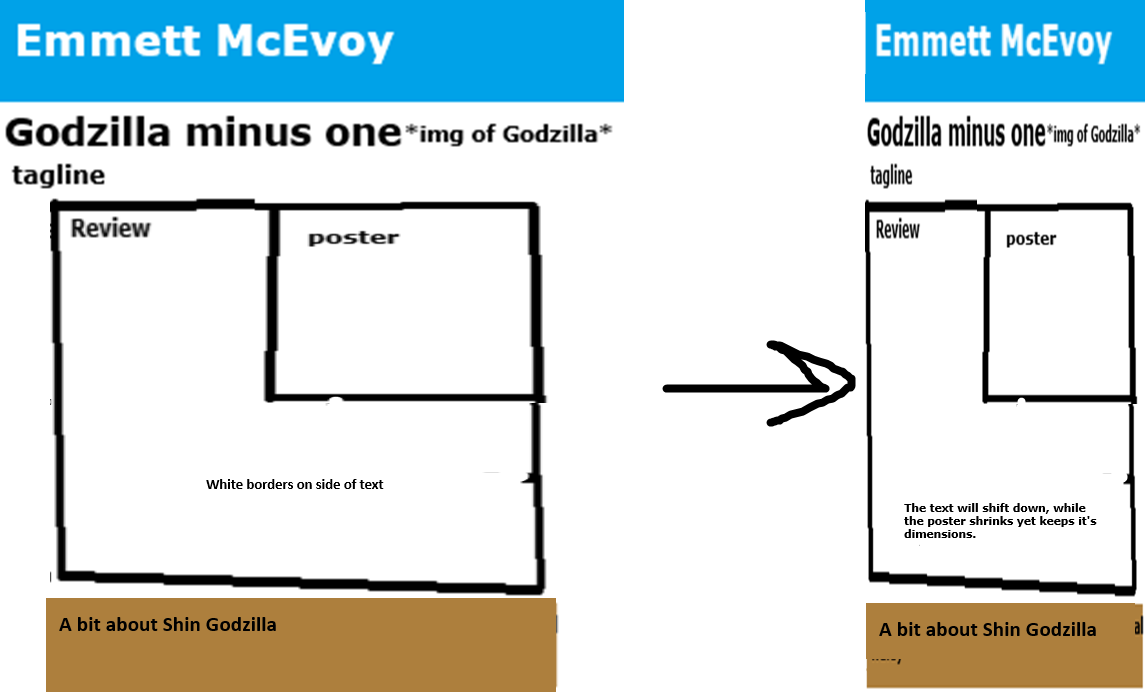 Emmett McEvoy
Godzilla minus one *img of Godzilla*
tagline
Review
poster
White borders on side of text
A bit about Shin Godzilla
Emmett McEvoy
Godzilla minus one *img of Godzilla*
tagline
Review
poster
The text will shift down, while
the poster shrinks yet keeps it's
dimensions.
A bit about Shin Godzilla